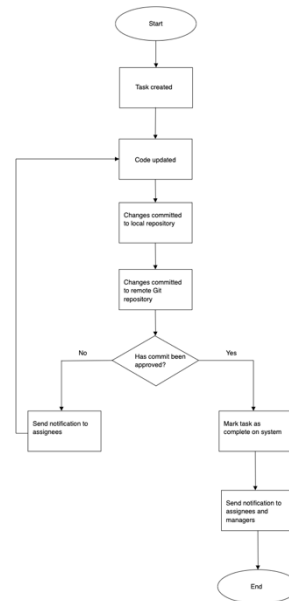 Start
Task created
Code updated
Changes committed
to local repository
Changes committed
to remote Git
repository
Has commit been
approved?
No
Yes
Send notification to
assignees
Mark task as
complete on system
Send notification to
assignees and
managers
End